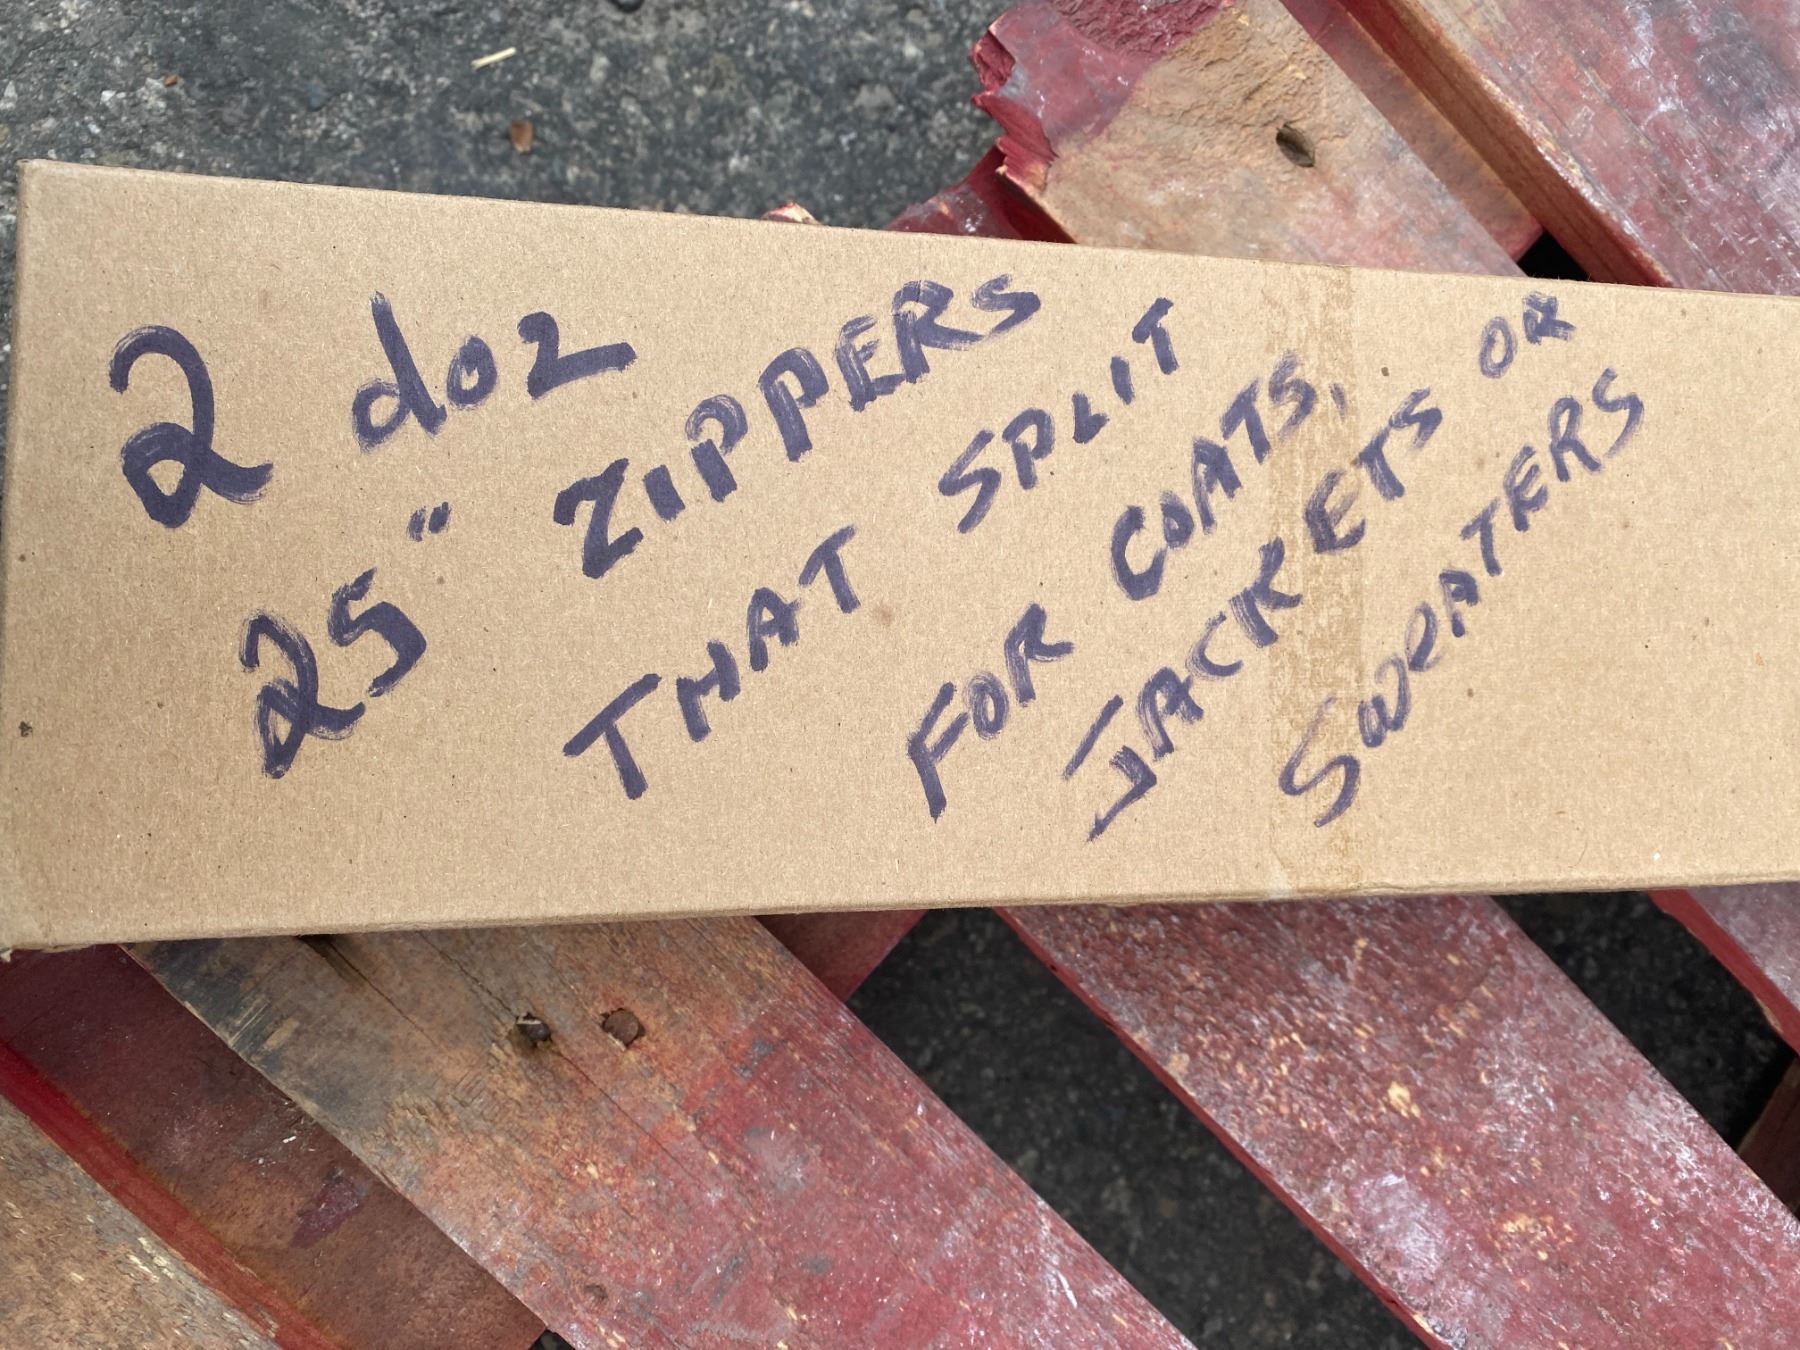 2 doz
25" ZIPPERS
THAT SPLIT
FOR COATS,
JACKETS OR
SWEATERS